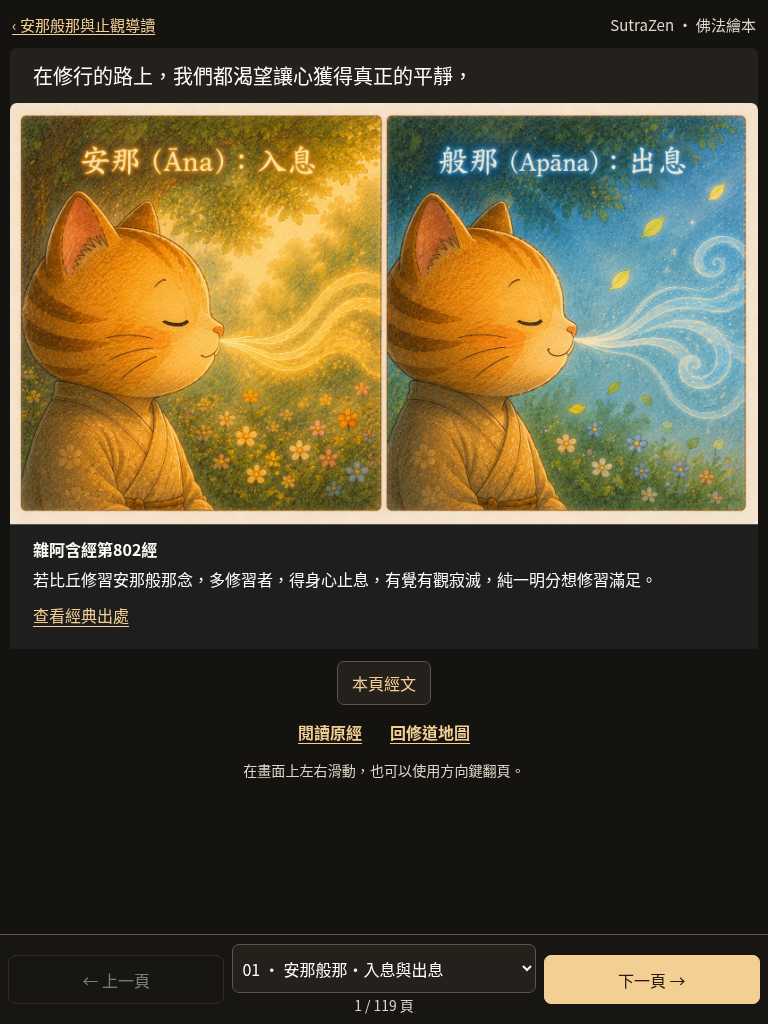 ‹ 安那般那與止觀導讀
SutraZen · 佛法繪本
在修行的路上，我們都渴望讓心獲得真正的平靜，
安那 (Āna)：入息
般那 (Apāna)：出息
雜阿含經第802經
若比丘修習安那般那念，多修習者，得身心止息，有覺有觀寂滅，純一明分想修習滿足。
查看經典出處
本頁經文
閱讀原經 回修道地圖
在畫面上左右滑動，也可以使用方向鍵翻頁。
← 上一頁
01 · 安那般那·入息與出息
下一頁 →
1 / 119 頁